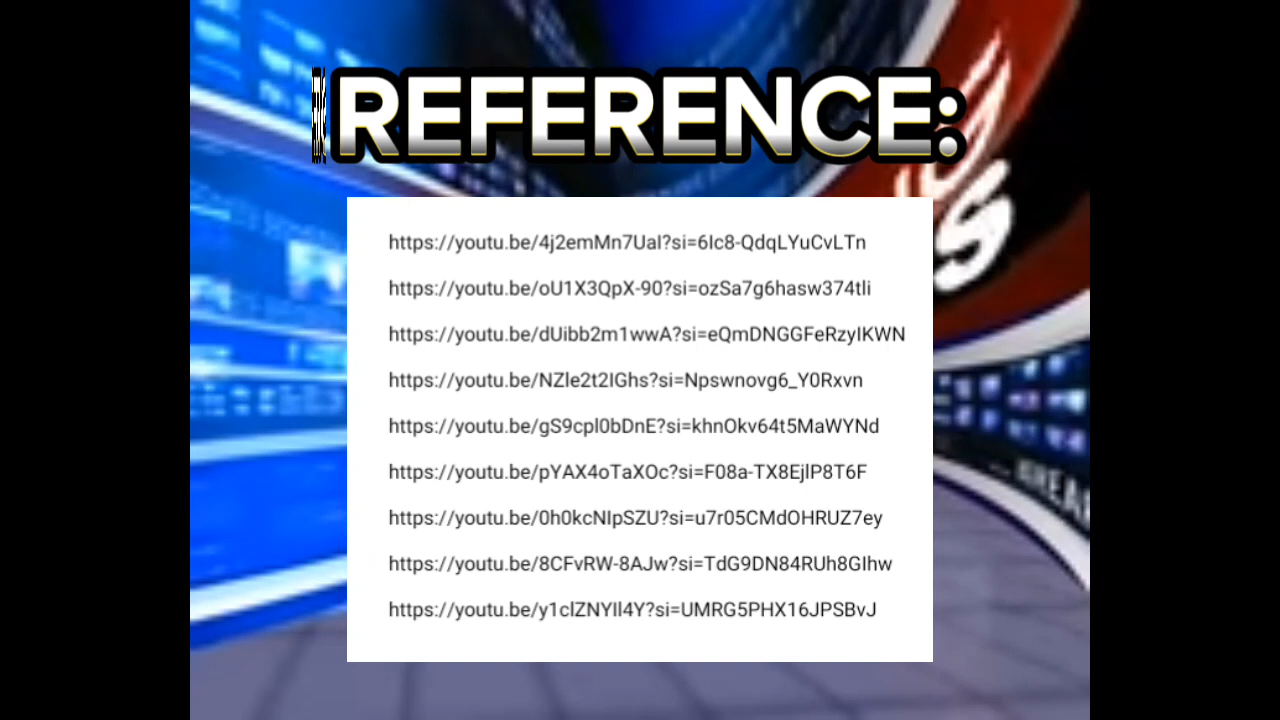 REFERENCE:
https://youtu.be/4j2emMn7UaI?si=6Ic8-QdqLYuCvLTn
https://youtu.be/oU1X3QpX-90?si=ozSa7g6hasw374tli
https://youtu.be/dUibb2m1wwA?si=eQmDNGGFeRzyIKWN
https://youtu.be/NZle2t2IGhs?si=Npswnovg6_Y0Rxvn
https://youtu.be/gS9cpl0bDnE?si=khnOkv64t5MaWYNd
https://youtu.be/pYAX4oTaXOc?si=F08a-TX8EjlP8T6F
https://youtu.be/0h0kcNIpSZU?si=u7r05CMdOHRUZ7ey
https://youtu.be/8CFvRW-8AJw?si=TdG9DN84RUh8GIhw
https://youtu.be/y1clZNYIl4Y?si=UMRG5PHX16JPSBvJ